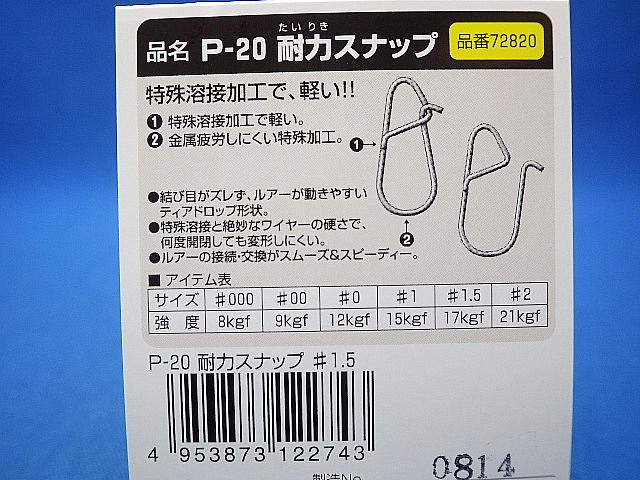 たいりき
品名 P-20 耐力スナップ 品番72820
特殊溶接加工で、軽い!!
❶ 特殊溶接加工で軽い。
❷ 金属疲労しにくい特殊加工。
❶
❷
●結び目がズレず、ルアーが動きやすい
ティアドロップ形状。
●特殊溶接と絶妙なワイヤーの硬さで、
何度開閉しても変形しにくい。
●ルアーの接続・交換がスムーズ&スピーディー。
■ アイテム表
サイズ ♯000 ♯00 ♯0 ♯1 ♯1.5 ♯2
強度 8kgf 9kgf 12kgf 15kgf 17kgf 21kgf
P-20 耐力スナップ ♯1.5
4 953873 122743
製造No
0814